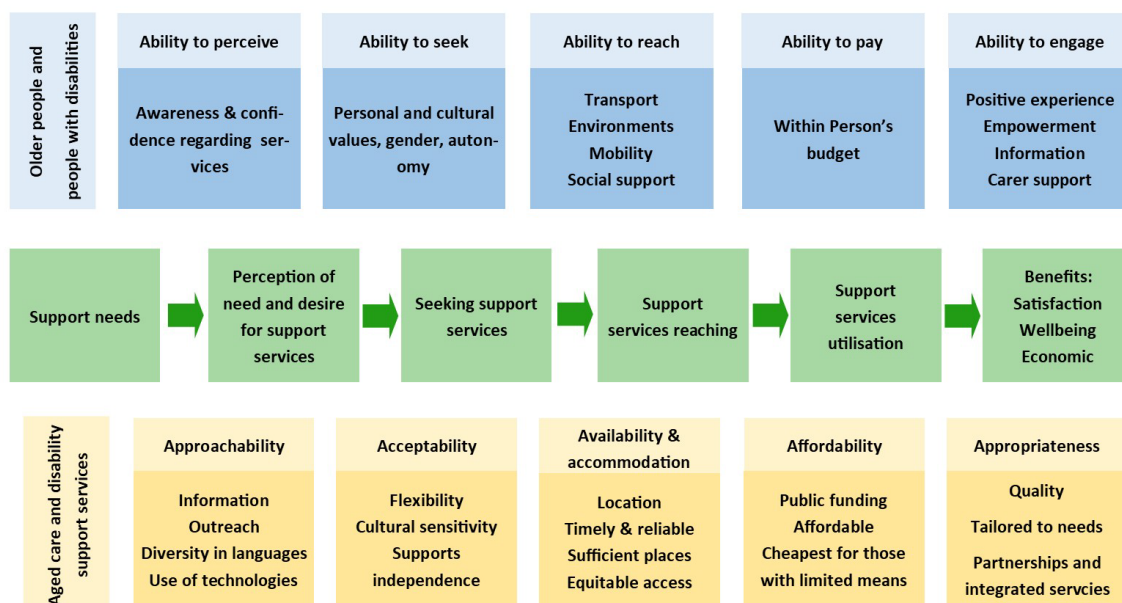 Older people and
people with disabilities
Ability to perceive
Awareness & confi-
dence regarding ser-
vices
Ability to seek
Personal and cultural
values, gender, auton-
omy
Ability to reach
Transport
Environments
Mobility
Social support
Ability to pay
Within Person's
budget
Ability to engage
Positive experience
Empowerment
Information
Carer support
Support needs
Perception of
need and desire
for support
services
Seeking support
services
Support
services reaching
Support
services
utilisation
Benefits:
Satisfaction
Wellbeing
Economic
Aged care and disability
support services
Approachability
Information
Outreach
Diversity in languages
Use of technologies
Acceptability
Flexibility
Cultural sensitivity
Supports
independence
Availability &
accommodation
Location
Timely & reliable
Sufficient places
Equitable access
Affordability
Public funding
Affordable
Cheapest for those
with limited means
Appropriateness
Quality
Tailored to needs
Partnerships and
integrated servcies